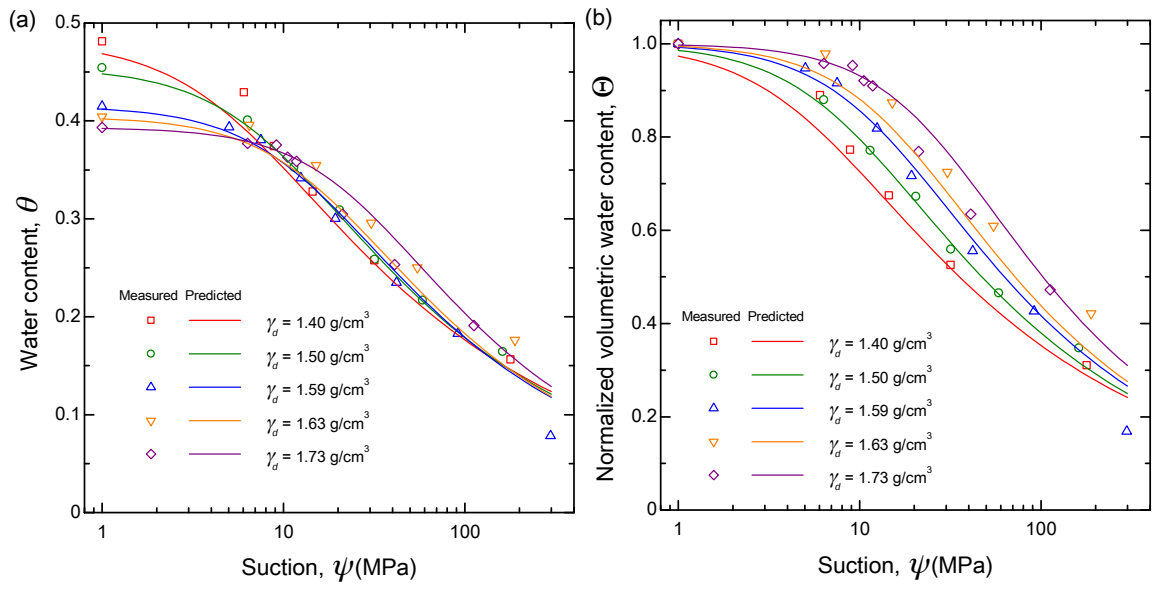 (a)
0.5
0.4
0.3
0.2
0.1
0
Water content, θ
Measured Predicted
γd = 1.40 g/cm³
γd = 1.50 g/cm³
γd = 1.59 g/cm³
γd = 1.63 g/cm³
γd = 1.73 g/cm³
1 10 100
Suction, ψ(MPa)
(b)
1.0
0.8
0.6
0.4
0.2
0
Normalized volumetric water content, Θ
Measured Predicted
γd = 1.40 g/cm³
γd = 1.50 g/cm³
γd = 1.59 g/cm³
γd = 1.63 g/cm³
γd = 1.73 g/cm³
1 10 100
Suction, ψ(MPa)